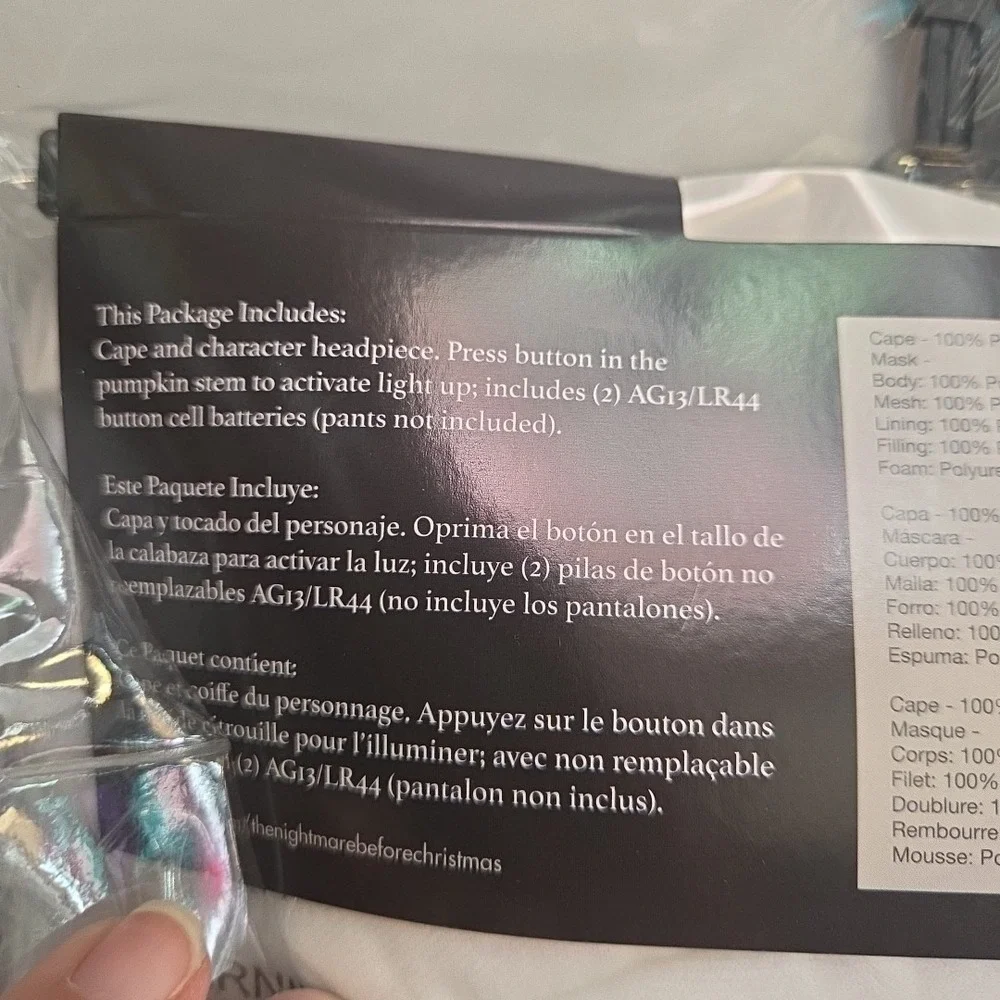 This Package Includes:
Cape and character headpiece. Press button in the
pumpkin stem to activate light up; includes (2) AG13/LR44
button cell batteries (pants not included).
Este Paquete Incluye:
Capa y tocado del personaje. Oprima el botón en el tallo de
la calabaza para activar la luz; incluye (2) pilas de botón no
emplazables AG13/LR44 (no incluye los pantalones).
Ce Paquet contient:
et coiffe du personnage. Appuyez sur le bouton dans
citrouille pour l'illuminer; avec non remplaçable
(2) AG13/LR44 (pantalon non inclus).
/thenightmarebeforechristmas
Cape - 100% P
Mask -
Body: 100% P
Mesh: 100% P
Lining: 100%
Filling: 100%
Foam: Polyure
Capa - 100%
Máscara -
Cuerpo: 100%
Malla: 100%
Forro: 100%
Relleno: 100
Espuma: Po
Cape - 100%
Masque -
Corps: 100%
Filet: 100%
Doublure: 1
Rembourre
Mousse: Po